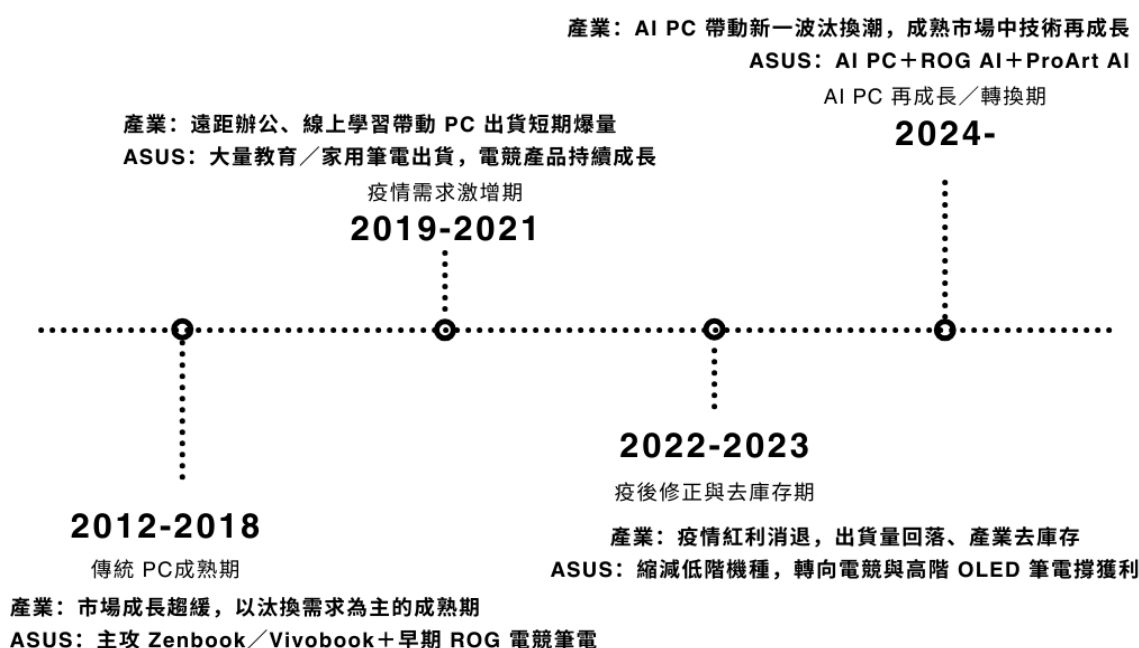 產業：AI PC 帶動新一波汰換潮，成熟市場中技術再成長
ASUS：AI PC＋ROG AI＋ProArt AI
AI PC 再成長／轉換期
2024-
產業：遠距辦公、線上學習帶動 PC 出貨短期爆量
ASUS：大量教育／家用筆電出貨，電競產品持續成長
疫情需求激增期
2019-2021
2022-2023
疫後修正與去庫存期
產業：疫情紅利消退，出貨量回落、產業去庫存
ASUS：縮減低階機種，轉向電競與高階 OLED 筆電撐獲利
2012-2018
傳統 PC成熟期
產業：市場成長趨緩，以汰換需求為主的成熟期
ASUS：主攻 Zenbook／Vivobook＋早期 ROG 電競筆電